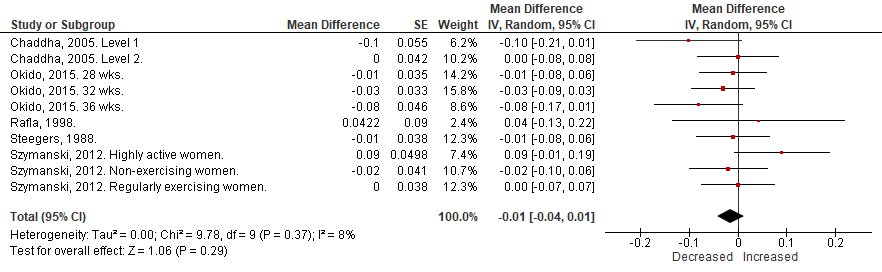 Mean Difference Mean Difference
Study or Subgroup Mean Difference SE Weight IV, Random, 95% CI IV, Random, 95% CI
Chaddha, 2005. Level 1 -0.1 0.055 6.2% -0.10 [-0.21, 0.01]
Chaddha, 2005. Level 2. 0 0.042 10.2% 0.00 [-0.08, 0.08]
Okido, 2015. 28 wks. -0.01 0.035 14.2% -0.01 [-0.08, 0.06]
Okido, 2015. 32 wks. -0.03 0.033 15.8% -0.03 [-0.09, 0.03]
Okido, 2015. 36 wks. -0.08 0.046 8.6% -0.08 [-0.17, 0.01]
Rafla, 1998. 0.0422 0.09 2.4% 0.04 [-0.13, 0.22]
Steegers, 1988. -0.01 0.038 12.3% -0.01 [-0.08, 0.06]
Szymanski, 2012. Highly active women. 0.09 0.0498 7.4% 0.09 [-0.01, 0.19]
Szymanski, 2012. Non-exercising women. -0.02 0.041 10.7% -0.02 [-0.10, 0.06]
Szymanski, 2012. Regularly exercising women. 0 0.038 12.3% 0.00 [-0.07, 0.07]
Total (95% CI) 100.0% -0.01 [-0.04, 0.01]
Heterogeneity: Tau² = 0.00; Chi² = 9.78, df = 9 (P = 0.37); I² = 8%
Test for overall effect: Z = 1.06 (P = 0.29)
-0.2 -0.1 0 0.1 0.2
Decreased Increased